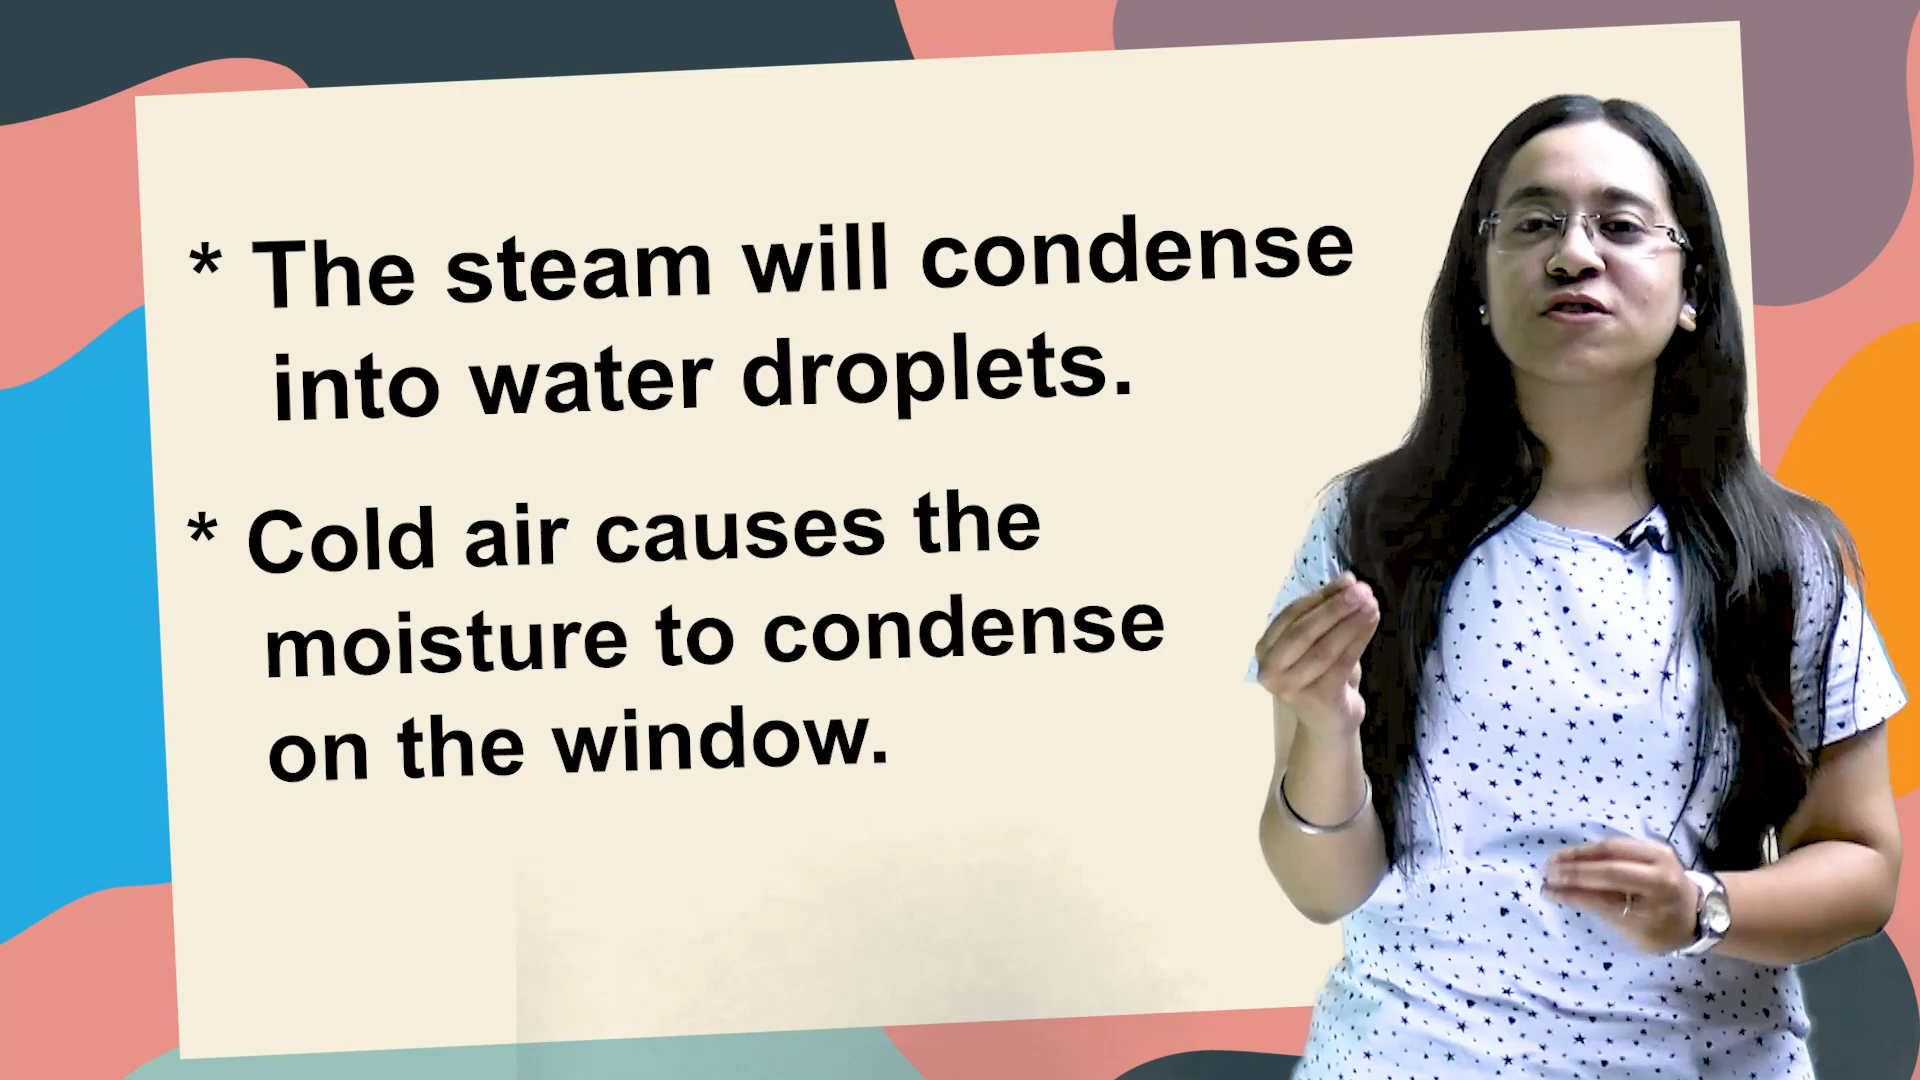 * The steam will condense
into water droplets.
* Cold air causes the
moisture to condense
on the window.